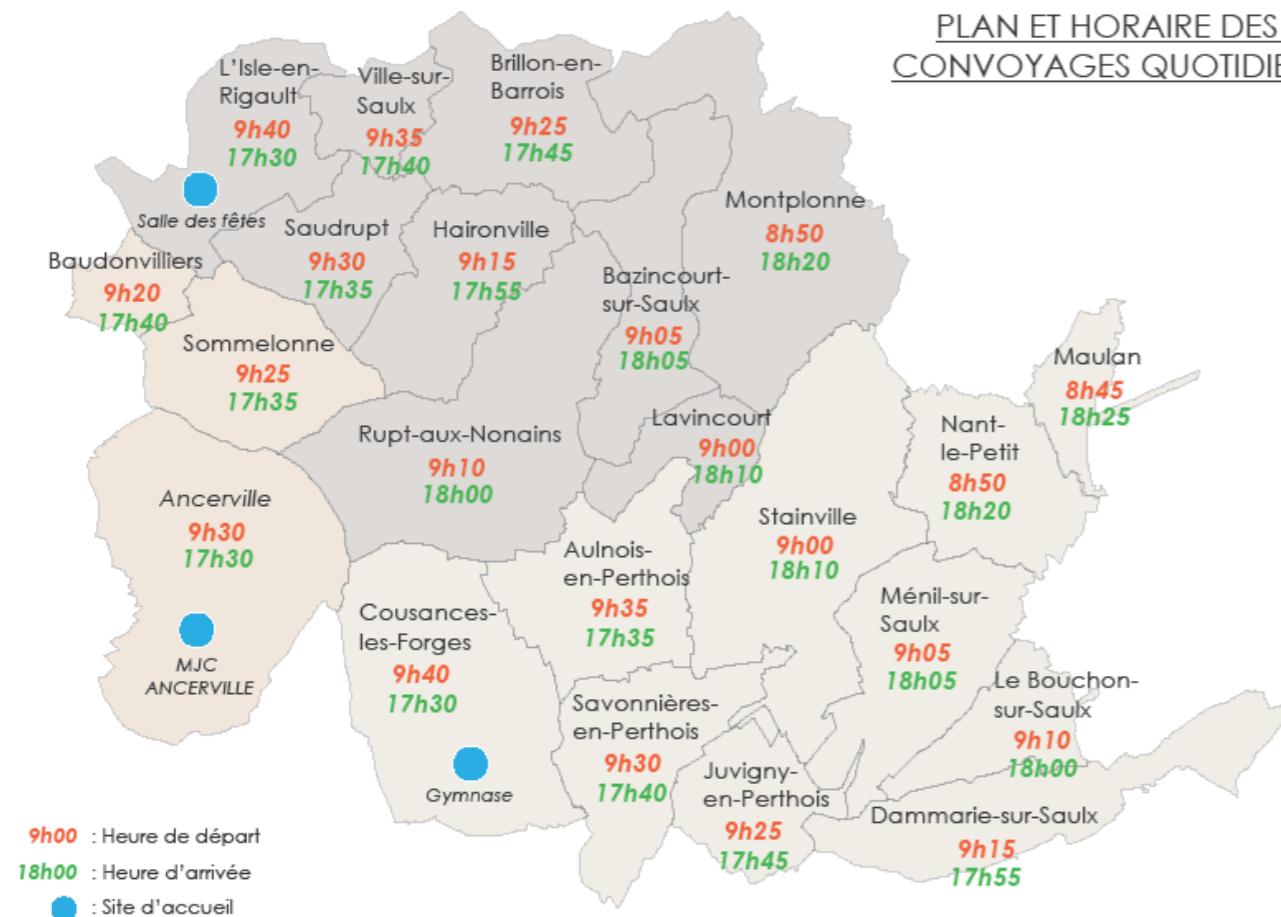 PLAN ET HORAIRE DES
CONVOYAGES QUOTIDIE
L'Isle-en-
Rigault
9h40
17h30
Salle des fêtes
Ville-sur-
Saulx
9h35
17h40
Brillon-en-
Barrois
9h25
17h45
Montplonne
8h50
18h20
Saudrupt
9h30
17h35
Haironville
9h15
17h55
Bazincourt-
sur-Saulx
9h05
18h05
Baudonvilliers
9h20
17h40
Sommelonne
9h25
17h35
Maulan
8h45
18h25
Rupt-aux-Nonains
9h10
18h00
Lavincourt
9h00
18h10
Nant-
le-Petit
8h50
18h20
Ancerville
9h30
17h30
MJC
ANCERVILLE
Stainville
9h00
18h10
Aulnois-
en-Perthois
9h35
17h35
Cousances-
les-Forges
9h40
17h30
Gymnase
Ménil-sur-
Saulx
9h05
18h05
Savonnières-
en-Perthois
9h30
17h40
Le Bouchon-
sur-Saulx
9h10
18h00
Juvigny-
en-Perthois
9h25
17h45
Dammarie-sur-Saulx
9h15
17h55
9h00 : Heure de départ
18h00 : Heure d'arrivée
: Site d'accueil